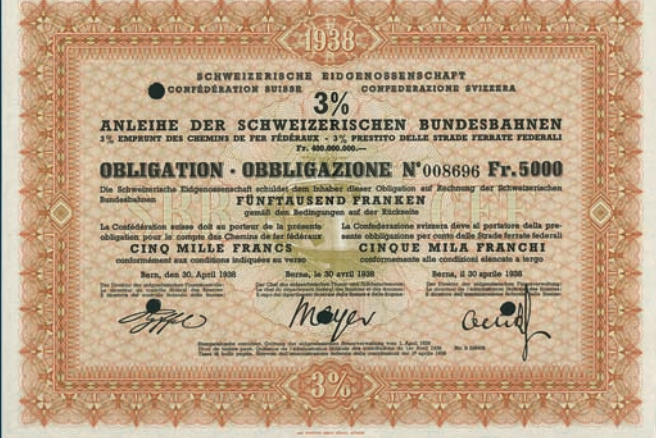 1938
SCHWEIZERISCHE EIDGENOSSENSCHAFT
CONFÉDÉRATION SUISSE CONFEDERAZIONE SVIZZERA
3%
ANLEIHE DER SCHWEIZERISCHEN BUNDESBAHNEN
3% EMPRUNT DES CHEMINS DE FER FÉDÉRAUX - 3% PRESTITO DELLE STRADE FERRATE FEDERALI
Fr. 400.000.000.—
OBLIGATION · OBBLIGAZIONE N° 008696 Fr. 5000
Die Schweizerische Eidgenossenschaft schuldet dem Inhaber dieser Obligation auf Rechnung der Schweizerischen
Bundesbahnen FÜNFTAUSEND FRANKEN
gemäß den Bedingungen auf der Rückseite
La Confédération suisse doit au porteur de la présente
obligation pour le compte des Chemins de fer fédéraux
CINQ MILLE FRANCS
conformément aux conditions indiquées au verso
La Confederazione svizzera deve al portatore della pre-
sente obbligazione per conto delle Strade ferrate federali
CINQUE MILA FRANCHI
conformemente alle condizioni elencate a tergo
Bern, den 30. April 1938 Berne, le 30 avril 1938 Berna, il 30 aprile 1938
Meyer
3%